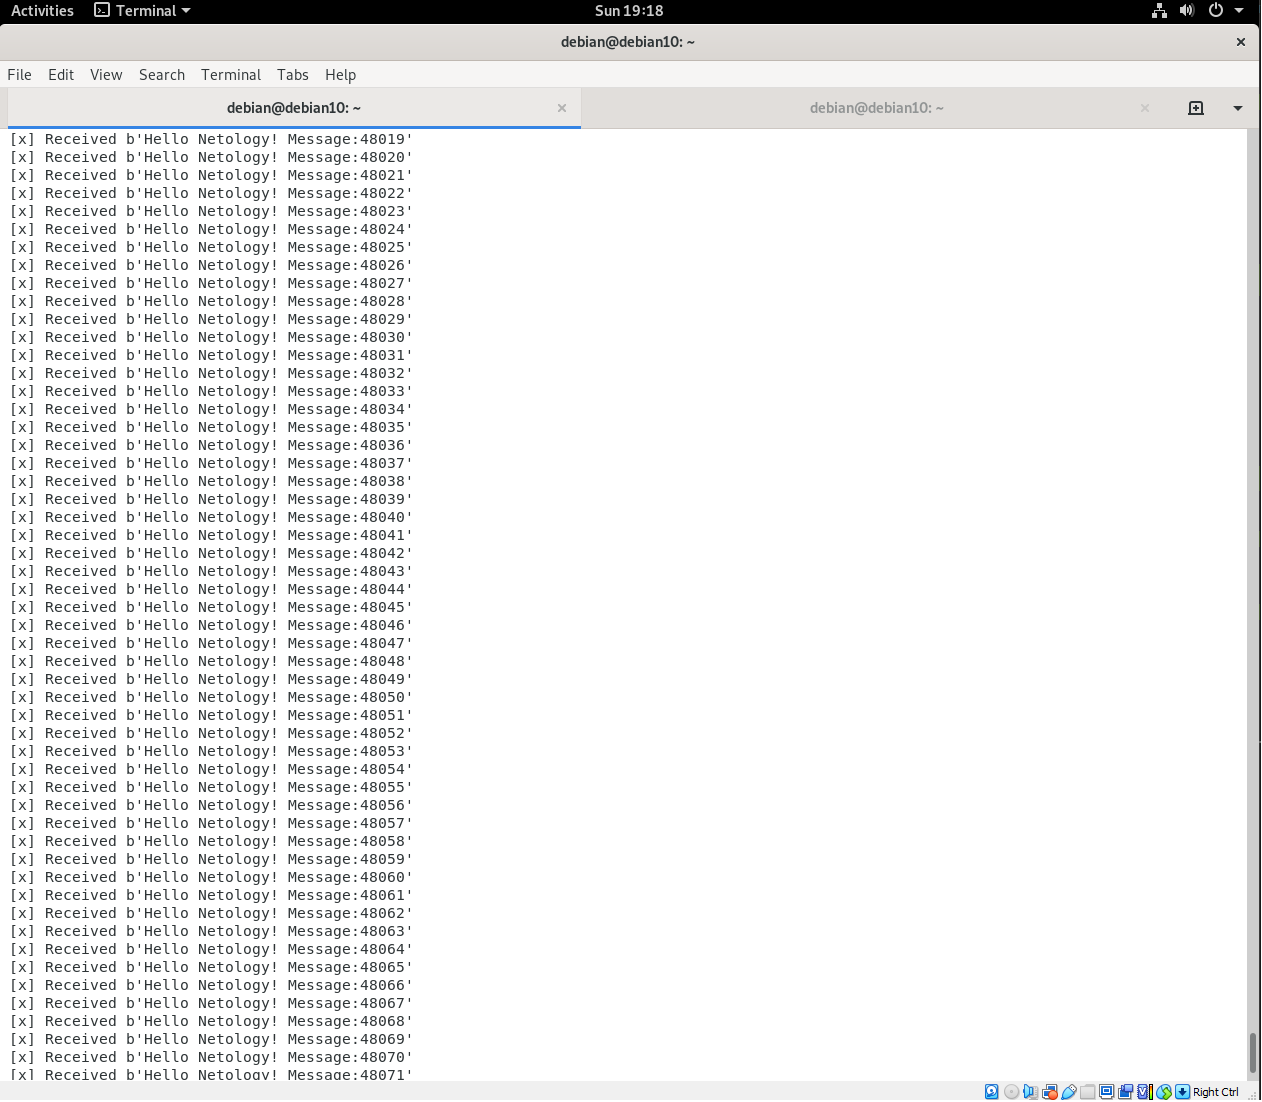 Activities Terminal Sun 19:18
debian@debian10: ~
File Edit View Search Terminal Tabs Help
debian@debian10: ~ debian@debian10: ~
[x] Received b'Hello Netology! Message:48019'
[x] Received b'Hello Netology! Message:48020'
[x] Received b'Hello Netology! Message:48021'
[x] Received b'Hello Netology! Message:48022'
[x] Received b'Hello Netology! Message:48023'
[x] Received b'Hello Netology! Message:48024'
[x] Received b'Hello Netology! Message:48025'
[x] Received b'Hello Netology! Message:48026'
[x] Received b'Hello Netology! Message:48027'
[x] Received b'Hello Netology! Message:48028'
[x] Received b'Hello Netology! Message:48029'
[x] Received b'Hello Netology! Message:48030'
[x] Received b'Hello Netology! Message:48031'
[x] Received b'Hello Netology! Message:48032'
[x] Received b'Hello Netology! Message:48033'
[x] Received b'Hello Netology! Message:48034'
[x] Received b'Hello Netology! Message:48035'
[x] Received b'Hello Netology! Message:48036'
[x] Received b'Hello Netology! Message:48037'
[x] Received b'Hello Netology! Message:48038'
[x] Received b'Hello Netology! Message:48039'
[x] Received b'Hello Netology! Message:48040'
[x] Received b'Hello Netology! Message:48041'
[x] Received b'Hello Netology! Message:48042'
[x] Received b'Hello Netology! Message:48043'
[x] Received b'Hello Netology! Message:48044'
[x] Received b'Hello Netology! Message:48045'
[x] Received b'Hello Netology! Message:48046'
[x] Received b'Hello Netology! Message:48047'
[x] Received b'Hello Netology! Message:48048'
[x] Received b'Hello Netology! Message:48049'
[x] Received b'Hello Netology! Message:48050'
[x] Received b'Hello Netology! Message:48051'
[x] Received b'Hello Netology! Message:48052'
[x] Received b'Hello Netology! Message:48053'
[x] Received b'Hello Netology! Message:48054'
[x] Received b'Hello Netology! Message:48055'
[x] Received b'Hello Netology! Message:48056'
[x] Received b'Hello Netology! Message:48057'
[x] Received b'Hello Netology! Message:48058'
[x] Received b'Hello Netology! Message:48059'
[x] Received b'Hello Netology! Message:48060'
[x] Received b'Hello Netology! Message:48061'
[x] Received b'Hello Netology! Message:48062'
[x] Received b'Hello Netology! Message:48063'
[x] Received b'Hello Netology! Message:48064'
[x] Received b'Hello Netology! Message:48065'
[x] Received b'Hello Netology! Message:48066'
[x] Received b'Hello Netology! Message:48067'
[x] Received b'Hello Netology! Message:48068'
[x] Received b'Hello Netology! Message:48069'
[x] Received b'Hello Netology! Message:48070'
[x] Received b'Hello Netology! Message:48071'
Right Ctrl